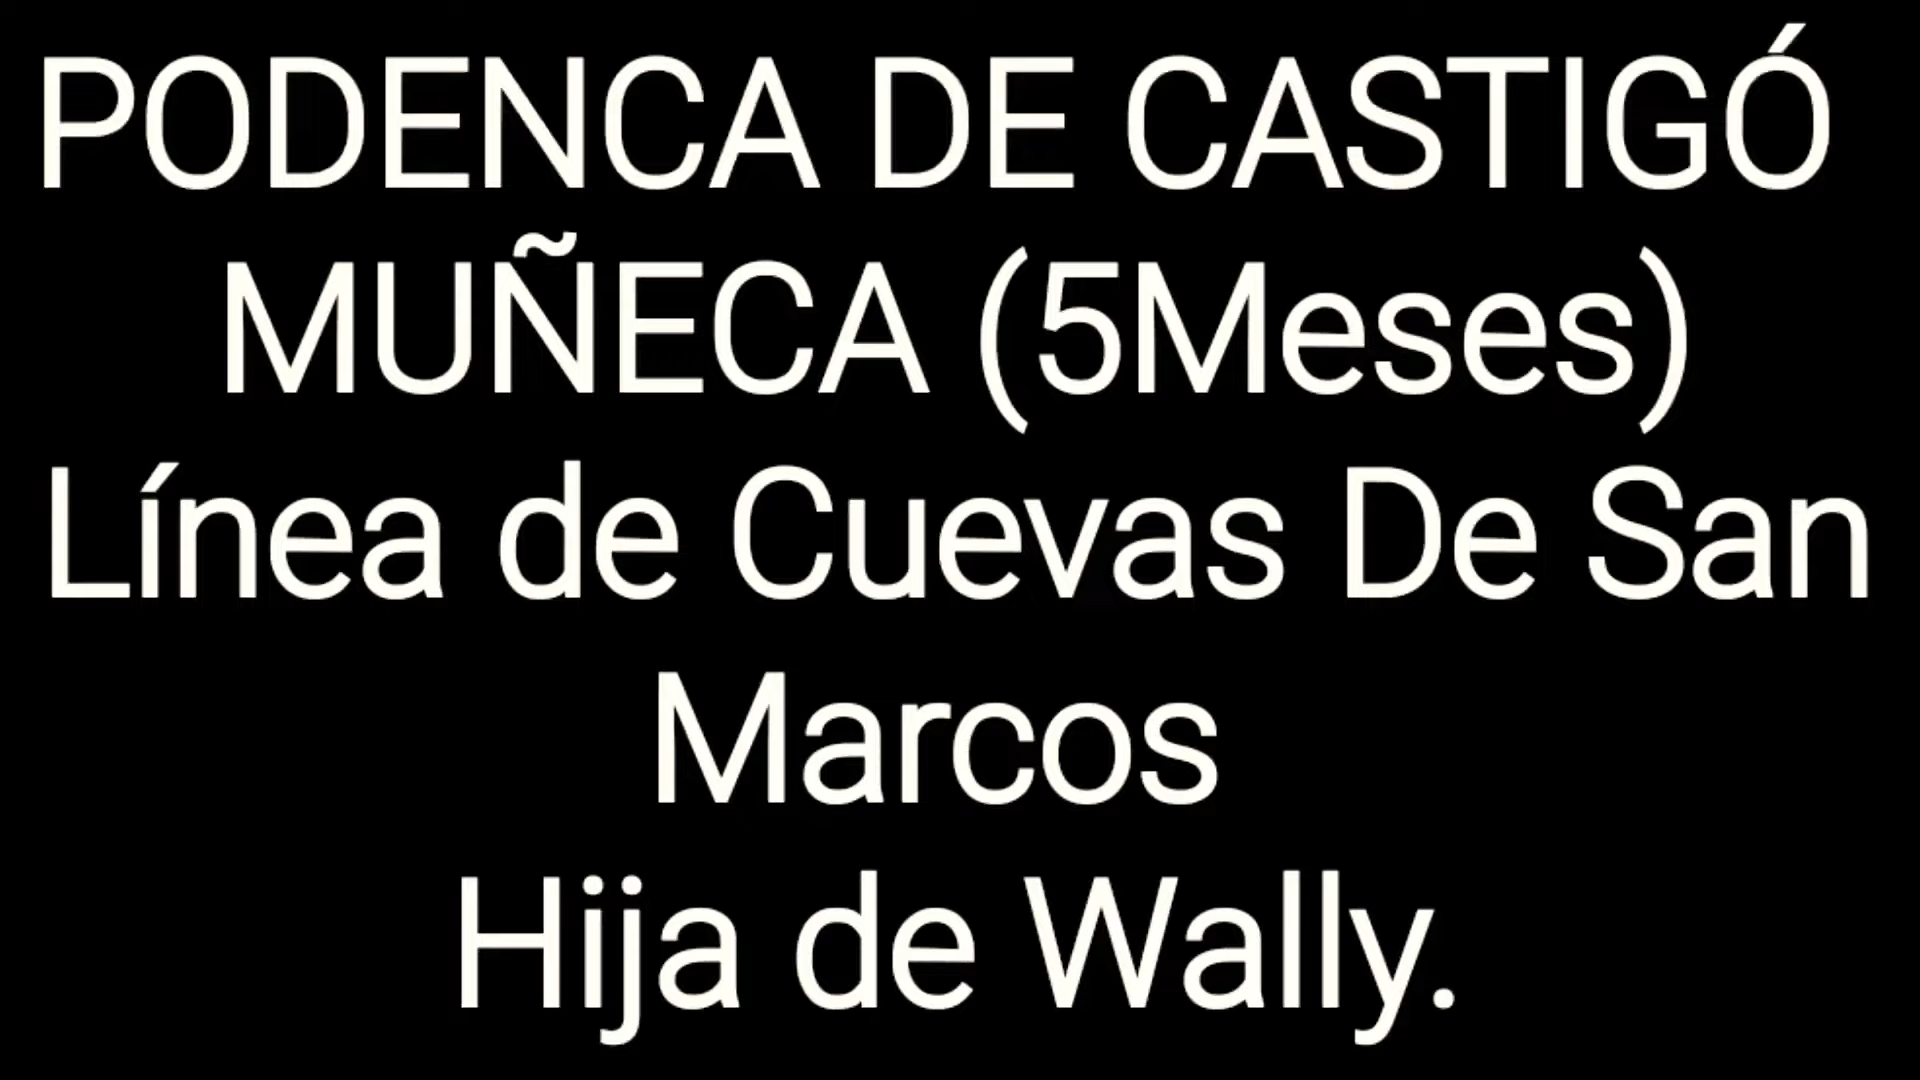 PODENCA DE CASTIGÓ
MUÑECA (5Meses)
Línea de Cuevas De San
Marcos
Hija de Wally.